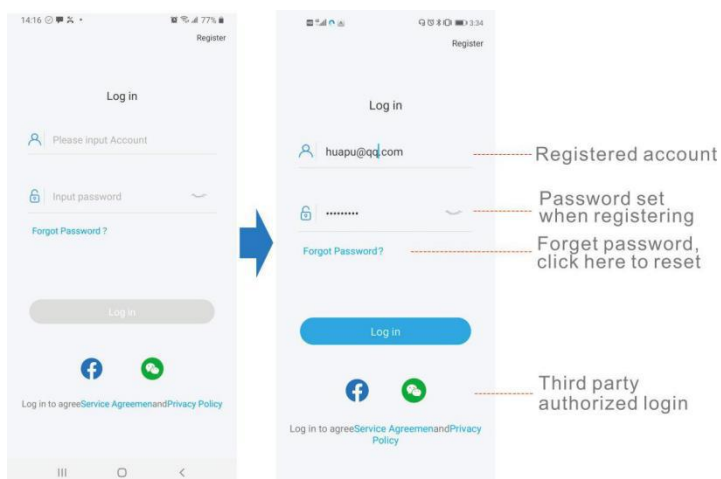 14:16
77%
Register
Log in
Please input Account
Input password
Forgot Password ?
Log in
Log in to agreeService AgreemenandPrivacy Policy
3:34
Register
Log in
huapu@qq.com
Forgot Password?
Log in
Log in to agreeService AgreemenandPrivacy
Policy
Registered account
Password set
when registering
Forget password,
click here to reset
Third party
authorized login